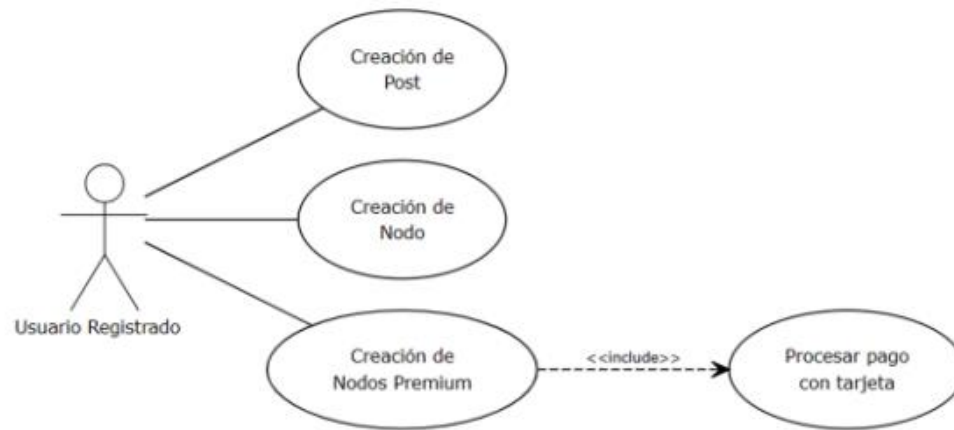 Creación de
Post
Creación de
Nodo
Usuario Registrado
Creación de
Nodos Premium
<<include>>
Procesar pago
con tarjeta